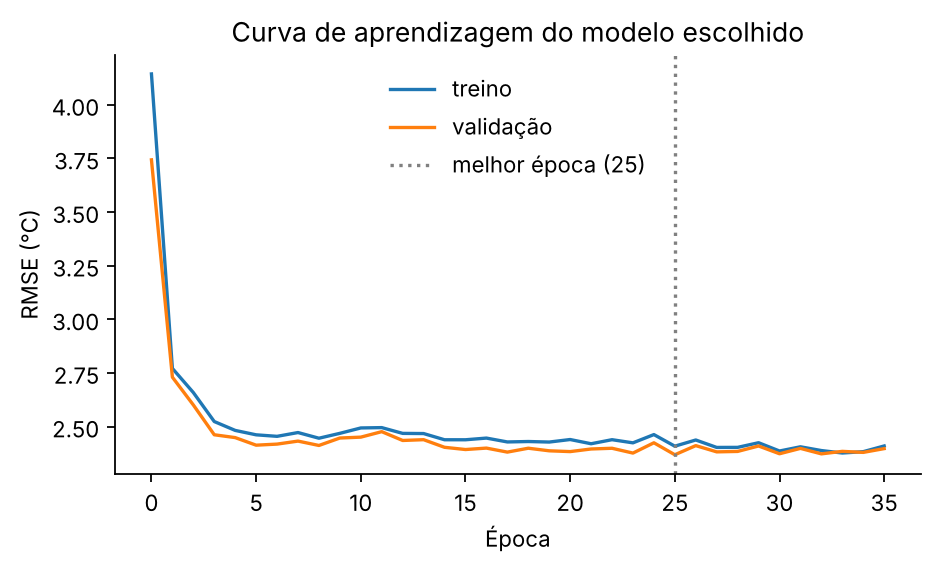 Curva de aprendizagem do modelo escolhido
treino
validação
melhor época (25)
RMSE (°C)
4.00
3.75
3.50
3.25
3.00
2.75
2.50
0 5 10 15 20 25 30 35
Época